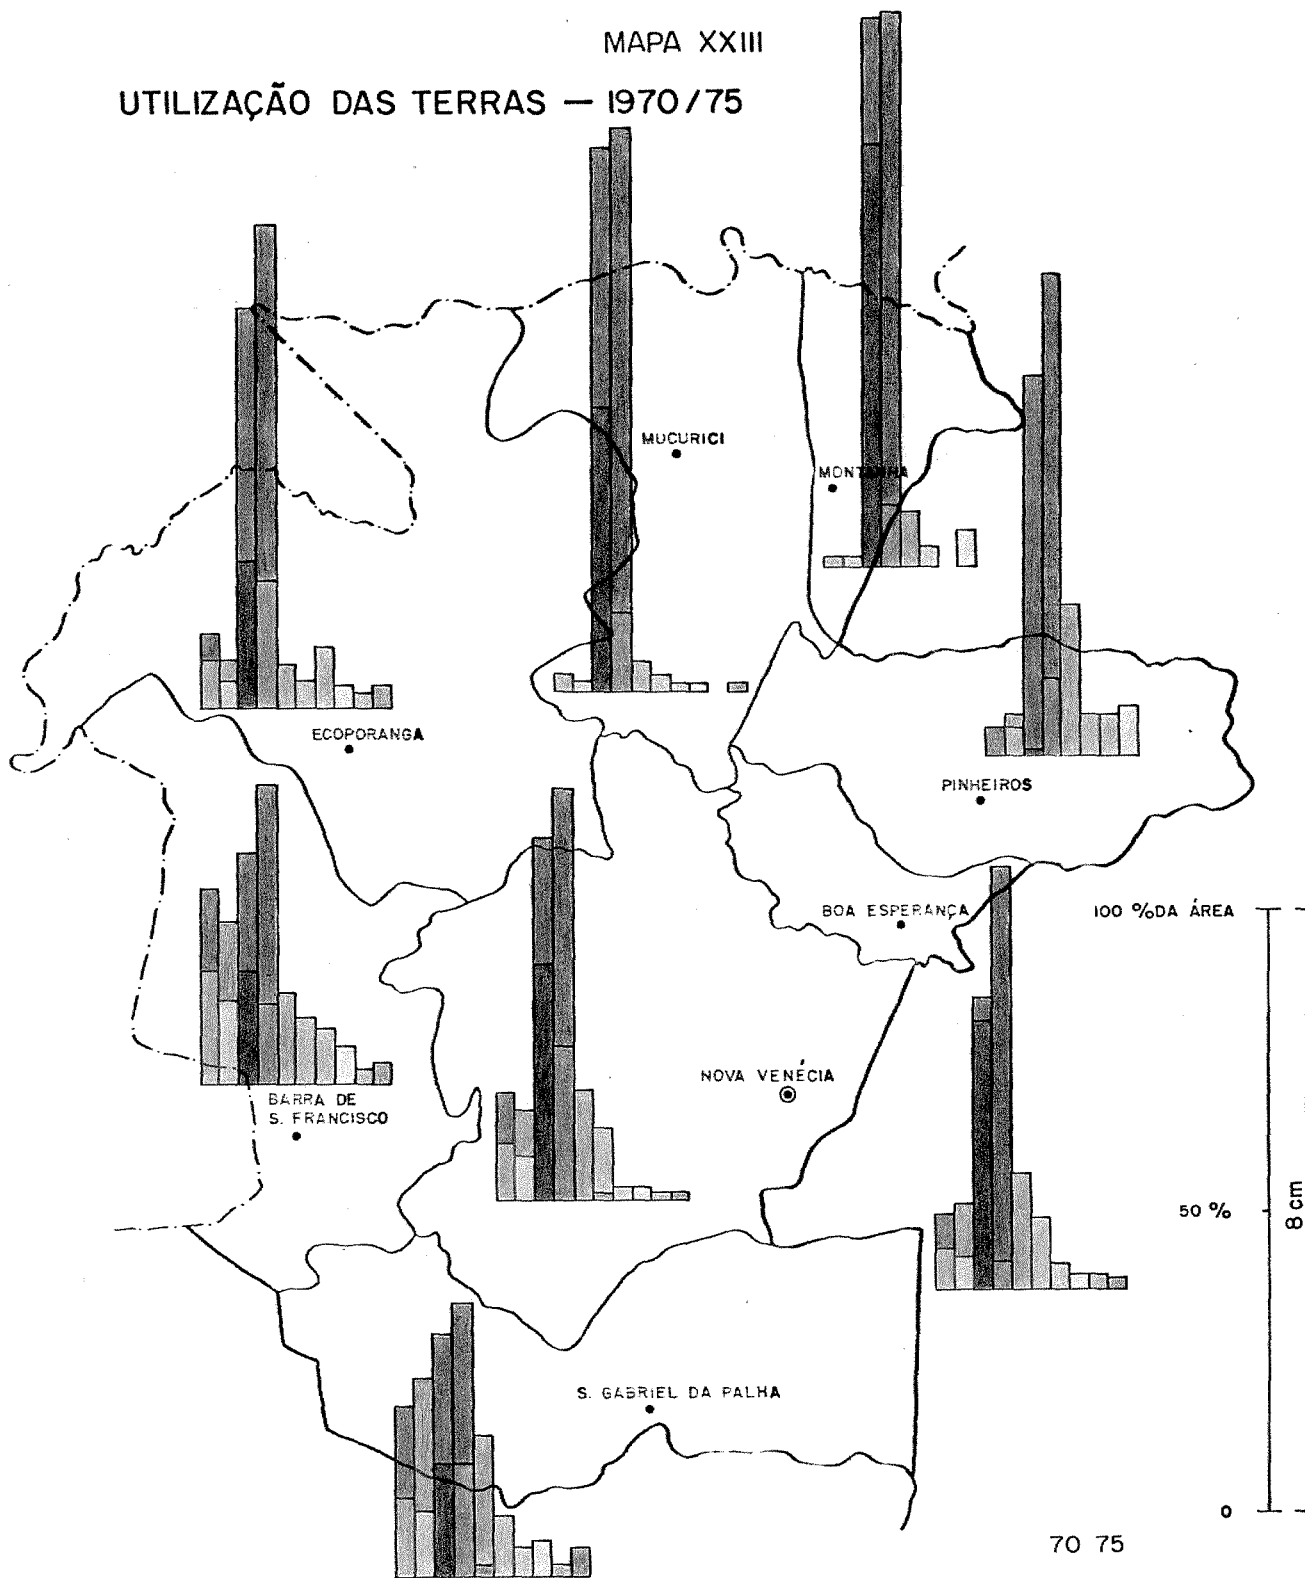 MAPA XXIII
UTILIZAÇÃO DAS TERRAS — 1970/75
MUCURICI
MONTANHA
ECOPORANGA
PINHEIROS
BOA ESPERANÇA
100 % DA ÁREA
NOVA VENÉCIA
BARRA DE
S. FRANCISCO
50 %
8 cm
S. GABRIEL DA PALHA
0
70 75